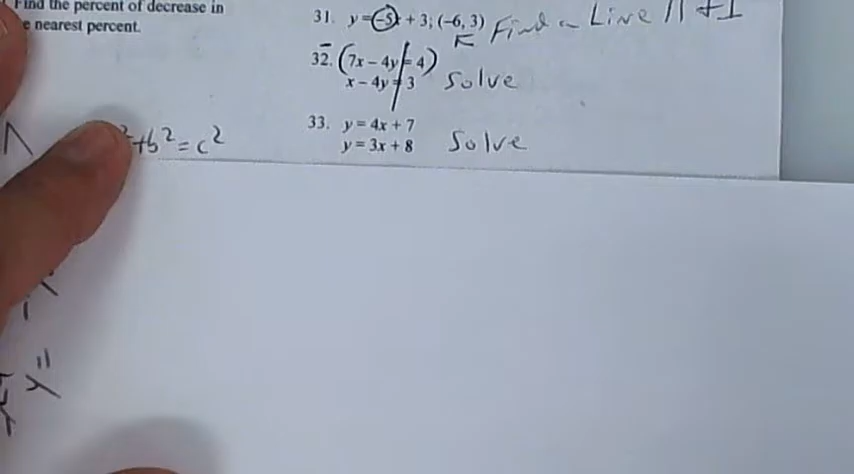 Find the percent of decrease in
e nearest percent.
31. y = -5x + 3; (-6, 3) Find a Line || + ⊥
32. (7x - 4y = 4)
x - 4y = 3 Solve
²+b²=c²
33. y = 4x + 7
y = 3x + 8 Solve
y=